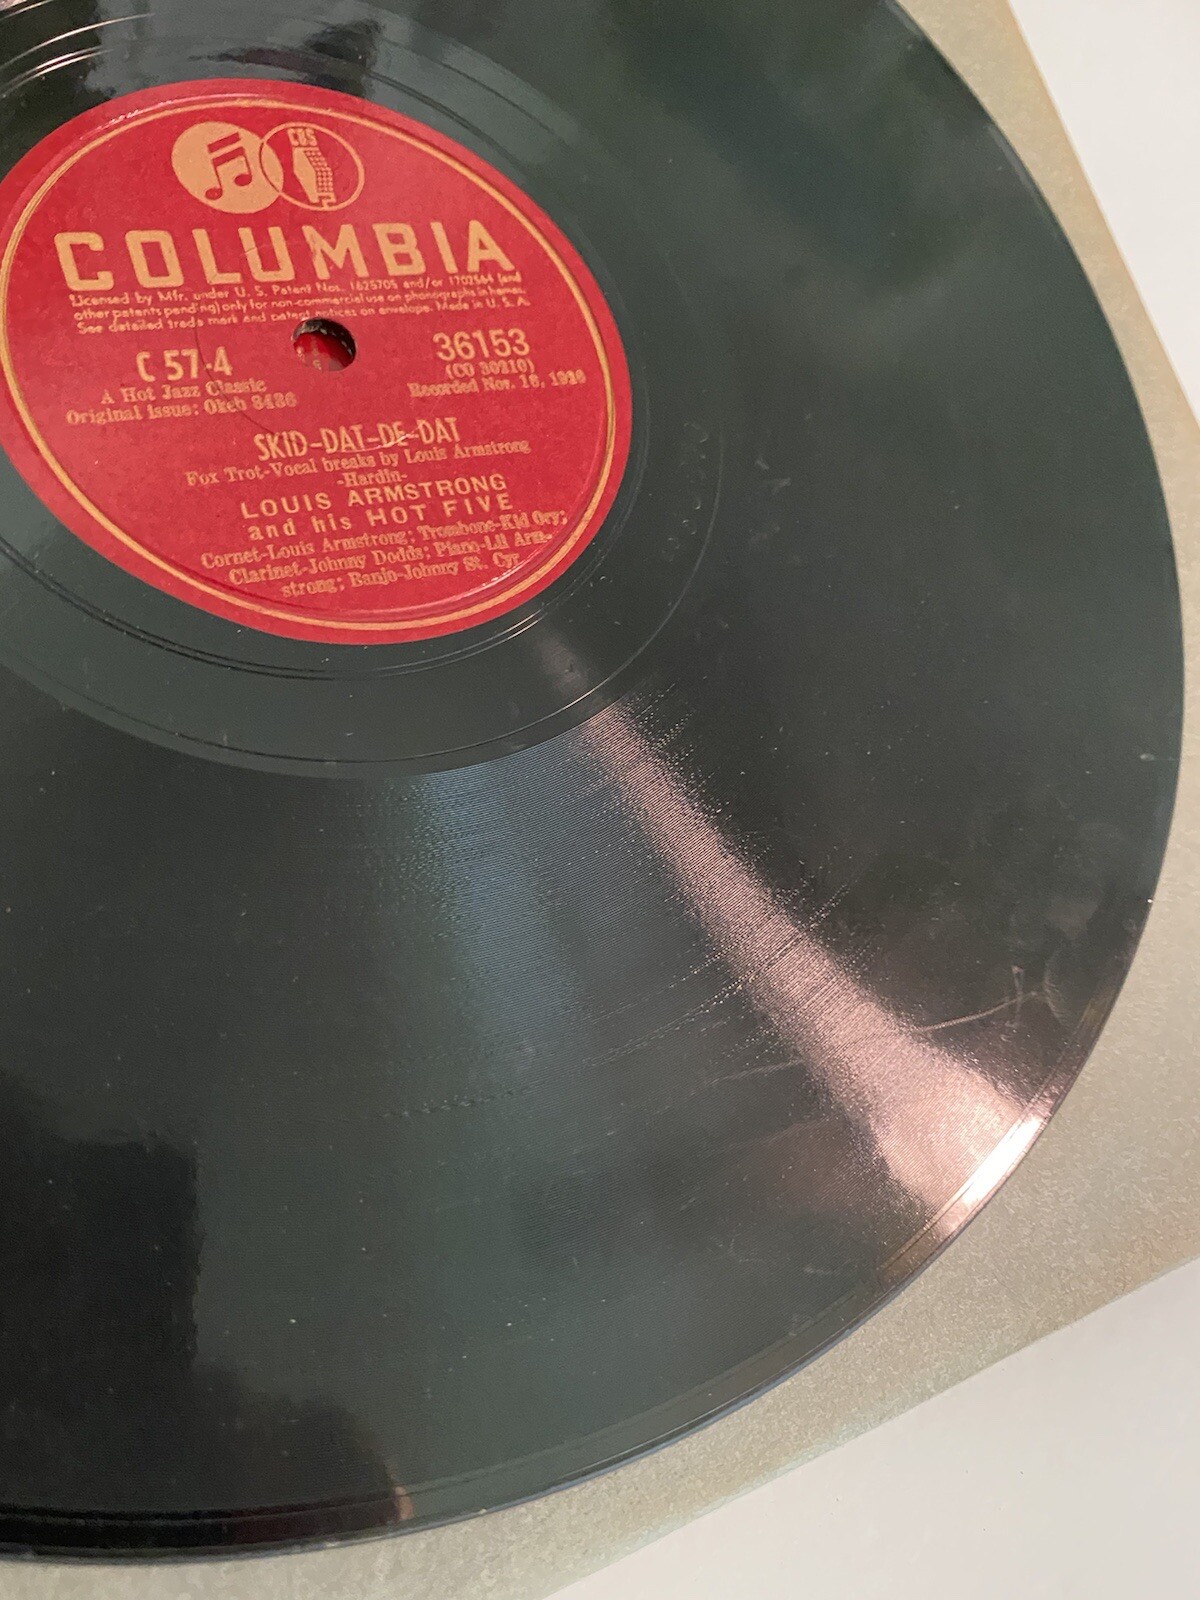 CBS
COLUMBIA
Licensed by Mfr. under U. S. Patent Nos. 1625705 and/or 1702564 (and
other patents pending) only for non-commercial use on phonographs in homes.
See detailed trade mark and patent notices on envelope. Made in U. S. A.
C 57-4
A Hot Jazz Classic
Original Issue: Okeh 8436
36153
(CO 30210)
Recorded Nov. 16, 1926
SKID-DAT-DE-DAT
Fox Trot-Vocal breaks by Louis Armstrong
-Hardin-
LOUIS ARMSTRONG
and his HOT FIVE
Cornet-Louis Armstrong; Trombone-Kid Ory;
Clarinet-Johnny Dodds; Piano-Lil Arm-
strong; Banjo-Johnny St. Cyr